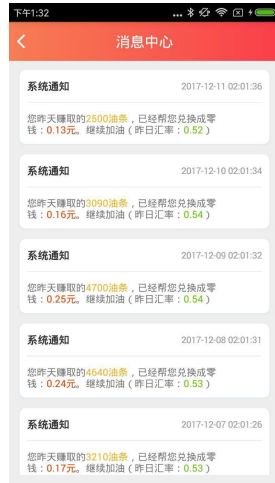 下午1:32
消息中心
系统通知 2017-12-11 02:01:36
您昨天赚取的2500油条，已经帮您兑换成零
钱：0.13元。继续加油（昨日汇率：0.52）
系统通知 2017-12-10 02:01:34
您昨天赚取的3090油条，已经帮您兑换成零
钱：0.16元。继续加油（昨日汇率：0.54）
系统通知 2017-12-09 02:01:32
您昨天赚取的4700油条，已经帮您兑换成零
钱：0.25元。继续加油（昨日汇率：0.54）
系统通知 2017-12-08 02:01:31
您昨天赚取的4640油条，已经帮您兑换成零
钱：0.24元。继续加油（昨日汇率：0.53）
系统通知 2017-12-07 02:01:26
您昨天赚取的3210油条，已经帮您兑换成零
钱：0.17元。继续加油（昨日汇率：0.53）